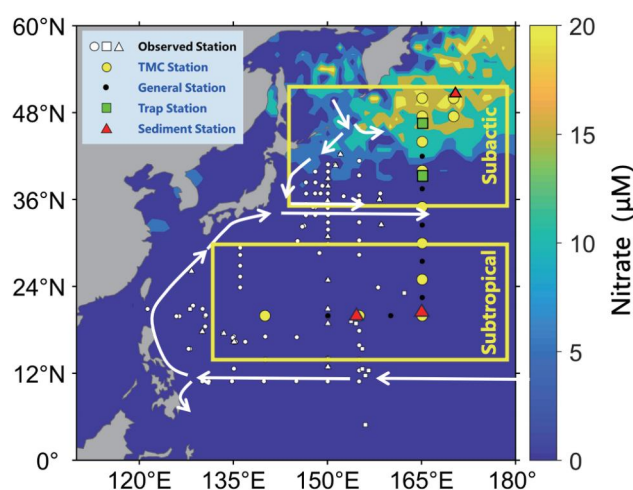 60°N
48°N
36°N
24°N
12°N
0°
120°E
135°E
150°E
165°E
180°
Observed Station
TMC Station
General Station
Trap Station
Sediment Station
Subactic
Subtropical
20
15
10
5
0
Nitrate (μM)